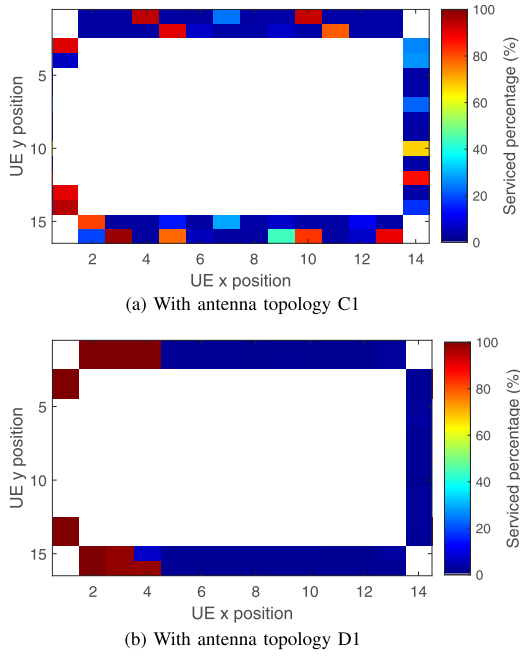 100
80
60
40
20
0
Serviced percentage (%)
5
10
15
UE y position
2 4 6 8 10 12 14
UE x position
(a) With antenna topology C1
100
80
60
40
20
0
Serviced percentage (%)
5
10
15
UE y position
2 4 6 8 10 12 14
UE x position
(b) With antenna topology D1